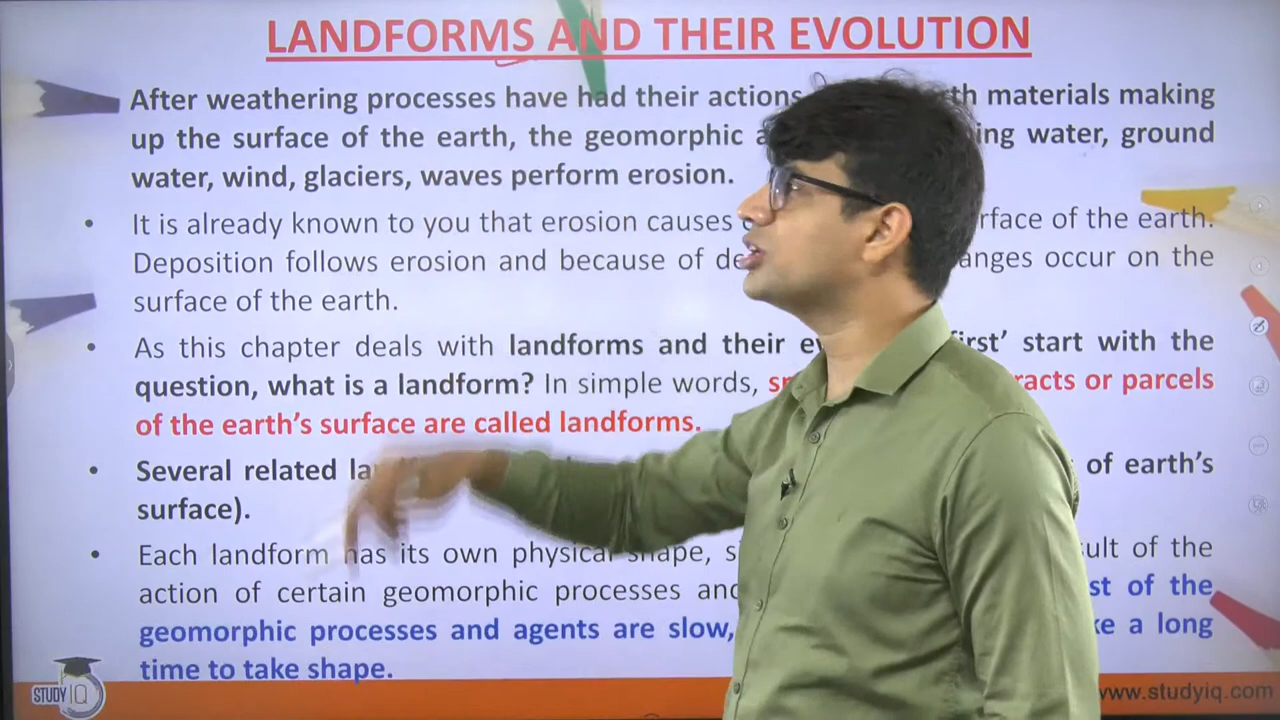 LANDFORMS AND THEIR EVOLUTION
After weathering processes have had their actions th materials making
up the surface of the earth, the geomorphic a ing water, ground
water, wind, glaciers, waves perform erosion.
• It is already known to you that erosion causes rface of the earth.
Deposition follows erosion and because of de anges occur on the
surface of the earth.
• As this chapter deals with landforms and their ev irst’ start with the
question, what is a landform? In simple words, racts or parcels
of the earth’s surface are called landforms.
• Several related la of earth’s
surface).
• Each landform has its own physical shape, s ult of the
action of certain geomorphic processes and st of the
geomorphic processes and agents are slow, ke a long
time to take shape.
STUDY IQ
www.studyiq.com